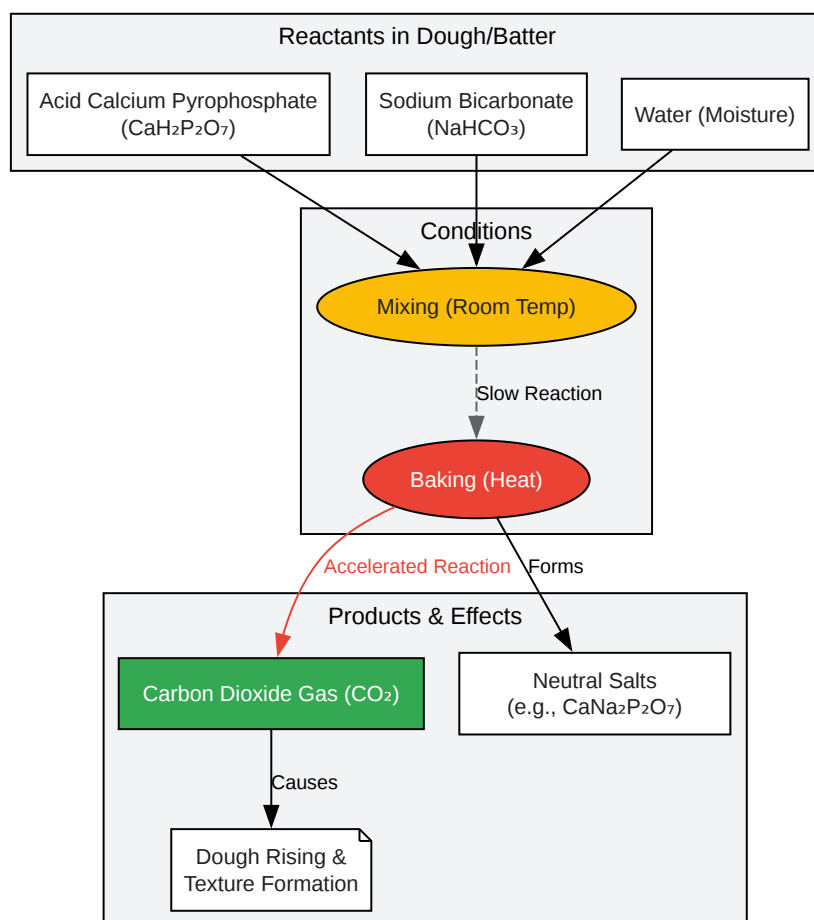 Reactants in Dough/Batter
Acid Calcium Pyrophosphate
(CaH₂P₂O₇)
Sodium Bicarbonate
(NaHCO₃)
Water (Moisture)
Conditions
Mixing (Room Temp)
Slow Reaction
Baking (Heat)
Accelerated Reaction
Forms
Products & Effects
Carbon Dioxide Gas (CO₂)
Neutral Salts
(e.g., CaNa₂P₂O₇)
Causes
Dough Rising &
Texture Formation